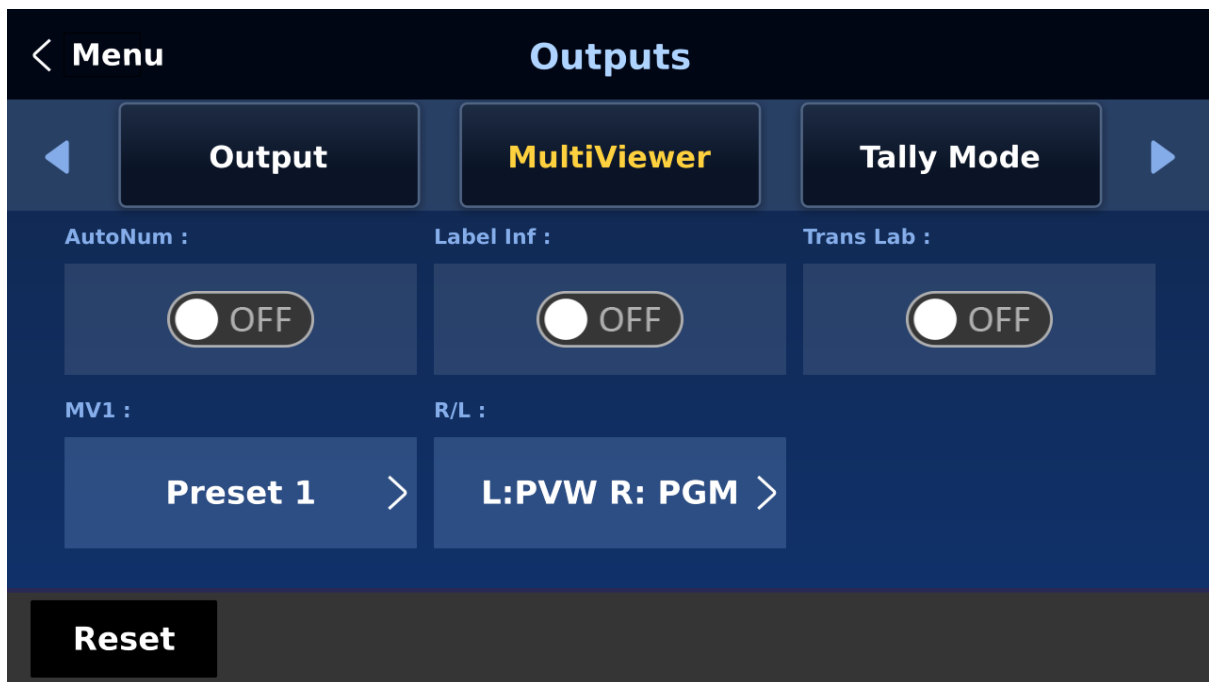 Menu
Outputs
Output
MultiViewer
Tally Mode
AutoNum :
Label Inf :
Trans Lab :
OFF
OFF
OFF
MV1 :
R/L :
Preset 1
L:PVW R: PGM
Reset